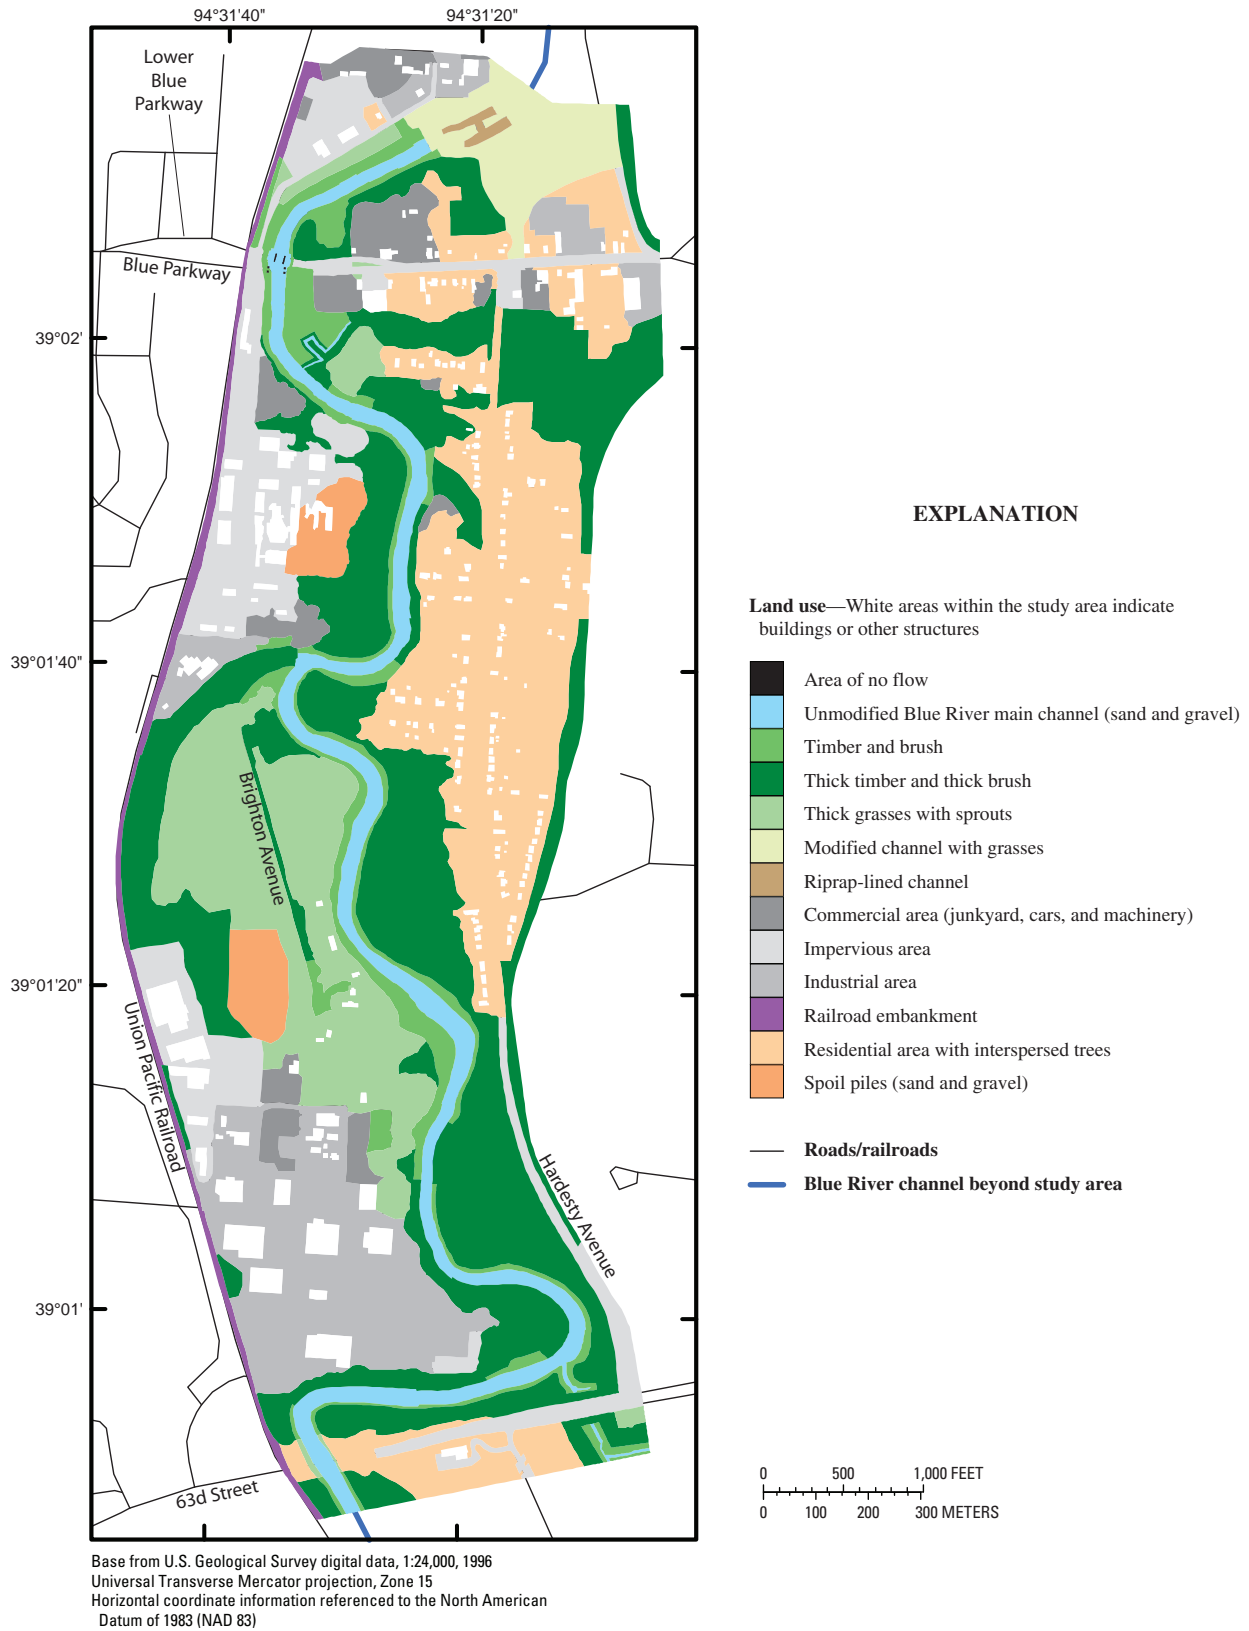 94°31'40"
94°31'20"
Lower
Blue
Parkway
Blue Parkway
39°02'
39°01'40"
Brighton Avenue
39°01'20"
Union Pacific Railroad
Hardesty Avenue
39°01'
63d Street
EXPLANATION
Land use—White areas within the study area indicate
buildings or other structures
Area of no flow
Unmodified Blue River main channel (sand and gravel)
Timber and brush
Thick timber and thick brush
Thick grasses with sprouts
Modified channel with grasses
Riprap-lined channel
Commercial area (junkyard, cars, and machinery)
Impervious area
Industrial area
Railroad embankment
Residential area with interspersed trees
Spoil piles (sand and gravel)
Roads/railroads
Blue River channel beyond study area
0 500 1,000 FEET
0 100 200 300 METERS
Base from U.S. Geological Survey digital data, 1:24,000, 1996
Universal Transverse Mercator projection, Zone 15
Horizontal coordinate information referenced to the North American
Datum of 1983 (NAD 83)